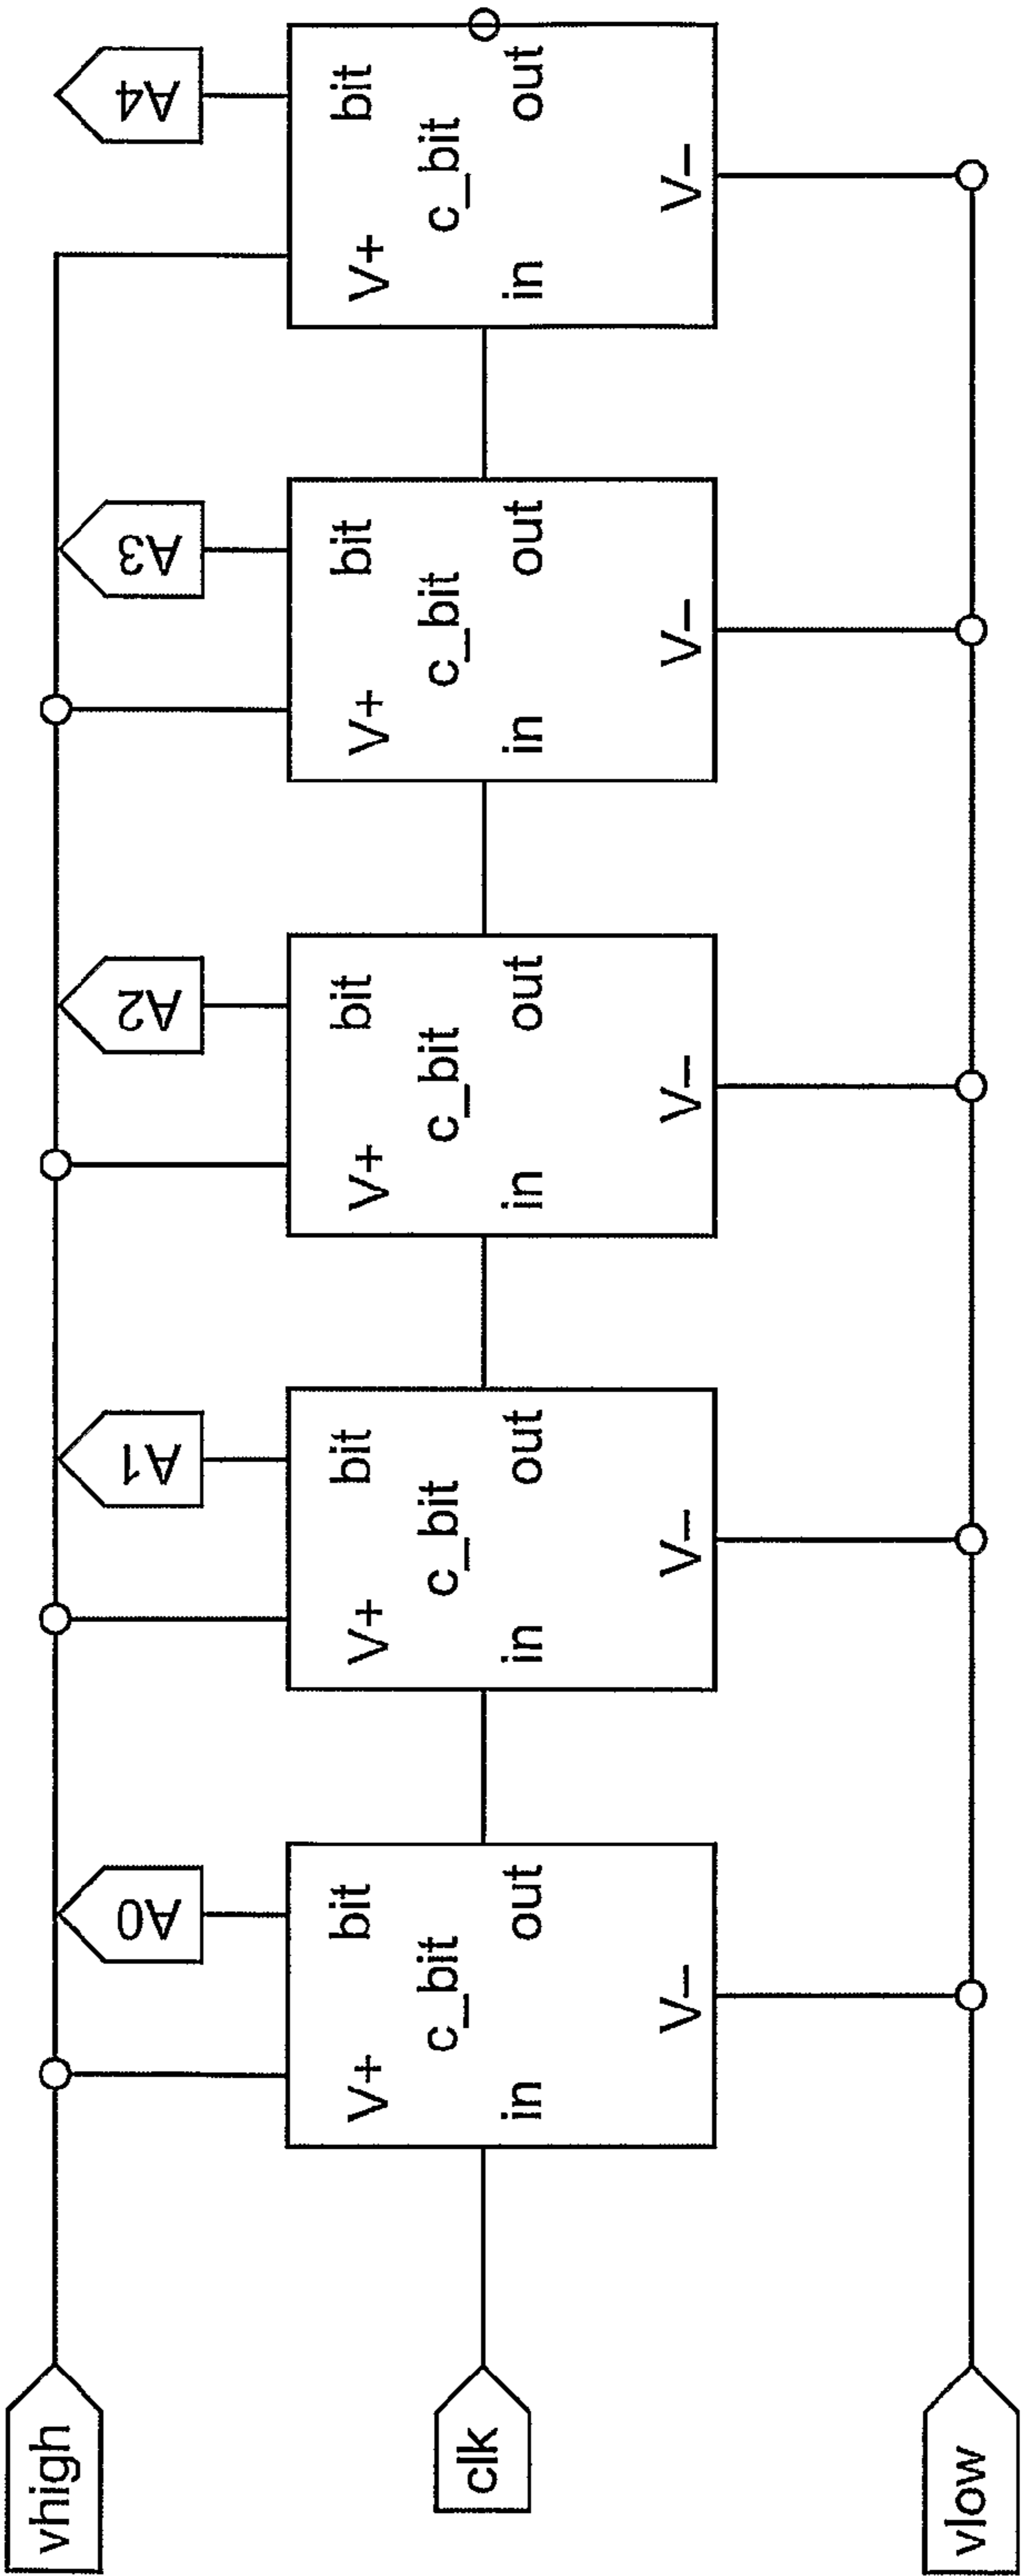 vhigh
clk
vlow
A0
V+
bit
c_bit
in
out
V–
A1
V+
bit
c_bit
in
out
V–
A2
V+
bit
c_bit
in
out
V–
A3
V+
bit
c_bit
in
out
V–
A4
V+
bit
c_bit
in
out
V–